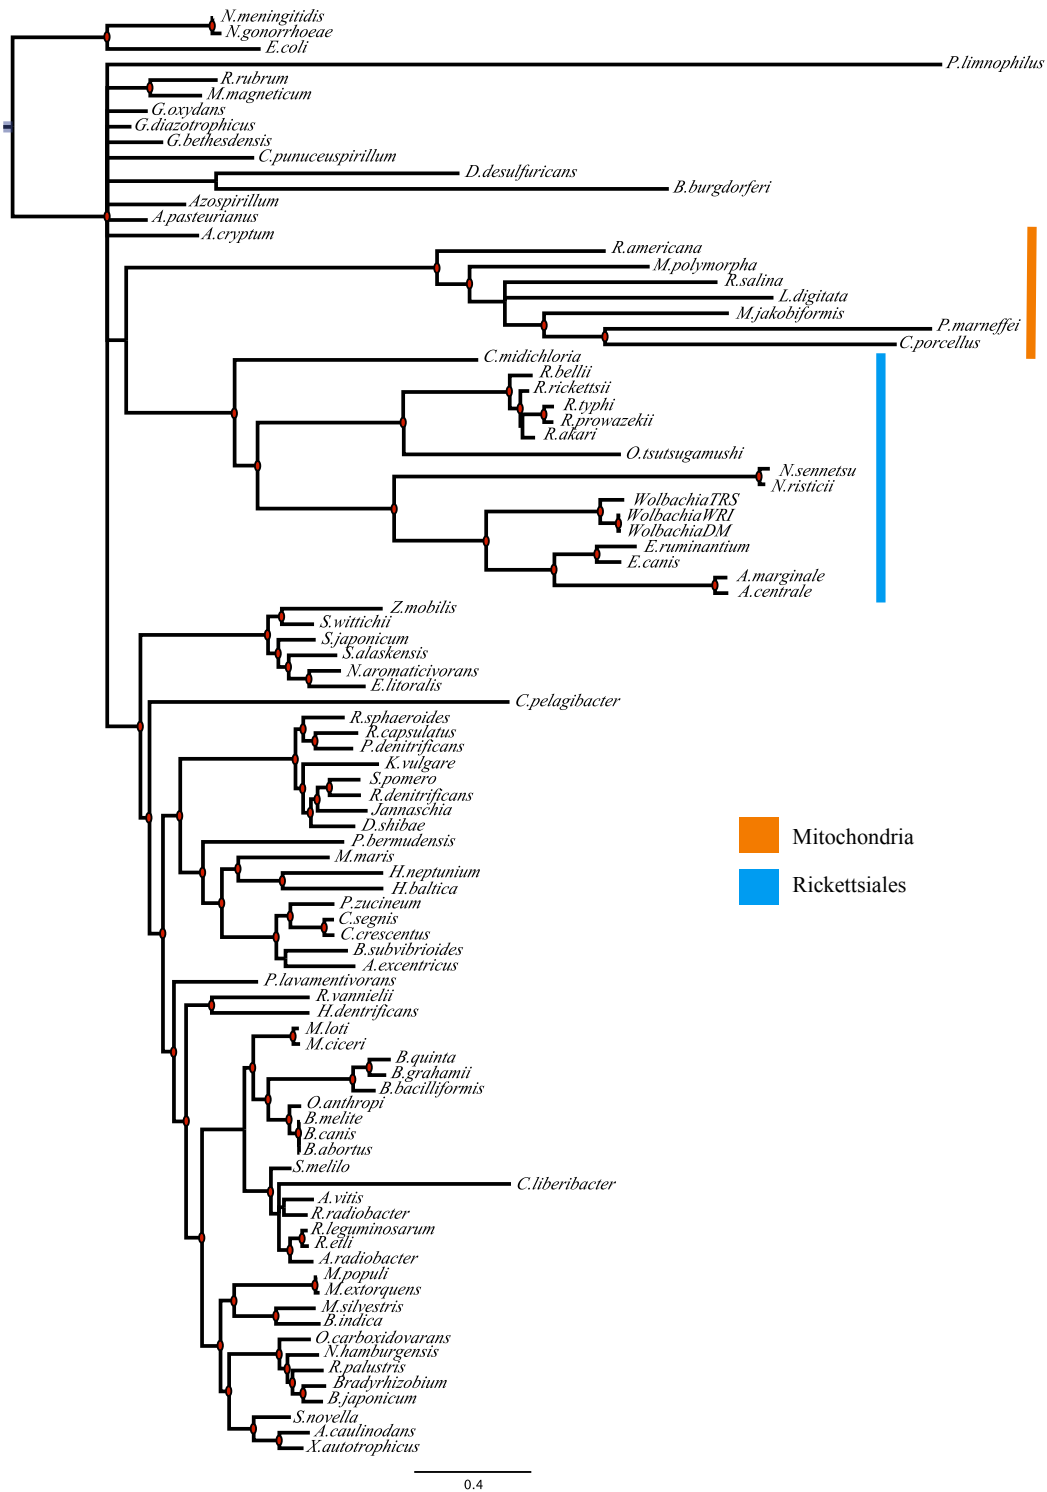 N.meningitidis
N.gonorrhoeae
E.coli
P.limnophilus
R.rubrum
M.magneticum
G.oxydans
G.diazotrophicus
G.bethesdensis
C.punuceuspirillum
D.desulfuricans
B.burgdorferi
Azospirillum
A.pasteurianus
A.cryptum
R.americana
M.polymorpha
R.salina
L.digitata
M.jakobiformis
P.marneffei
C.porcellus
C.midichloria
R.bellii
R.rickettsii
R.typhi
R.prowazekii
R.akari
O.tsutsugamushi
N.sennetsu
N.risticii
WolbachiaTRS
WolbachiaWRI
WolbachiaDM
E.ruminantium
E.canis
A.marginale
A.centrale
Z.mobilis
S.wittichii
S.japonicum
S.alaskensis
N.aromaticivorans
E.litoralis
C.pelagibacter
R.sphaeroides
R.capsulatus
P.denitrificans
K.vulgare
S.pomero
R.denitrificans
Jannaschia
D.shibae
P.bermudensis
M.maris
H.neptunium
H.baltica
P.zucineum
C.segnis
C.crescentus
B.subvibrioides
A.excentricus
Mitochondria
Rickettsiales
P.lavamentivorans
R.vannielii
H.dentrificans
M.loti
M.ciceri
B.quinta
B.grahamii
B.bacilliformis
O.anthropi
B.melite
B.canis
B.abortus
S.melilo
C.liberibacter
A.vitis
R.radiobacter
R.leguminosarum
R.etli
A.radiobacter
M.populi
M.extorquens
M.silvestris
B.indica
O.carboxidovarans
N.hamburgensis
R.palustris
Bradyrhizobium
B.japonicum
S.novella
A.caulinodans
X.autotrophicus
0.4